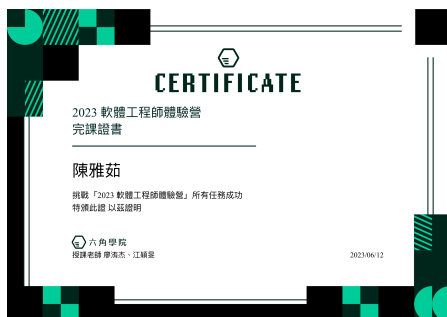 CERTIFICATE
2023 軟體工程師體驗營
完課證書
陳雅茹
挑戰「2023 軟體工程師體驗營」所有任務成功
特頒此證 以茲證明
六角學院
授課老師 廖洧杰、江穎旻
2023/06/12